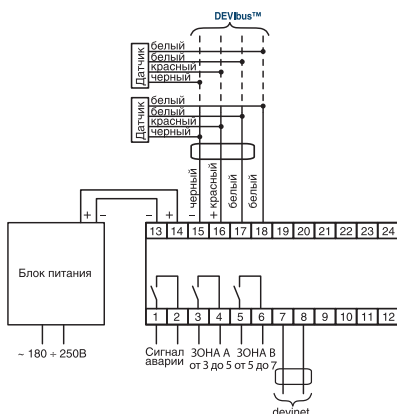 DEVIbus™
Датчик
белый
белый
красный
черный
Датчик
белый
белый
красный
черный
– черный
+ красный
белый
белый
+ – – +
13 14 15 16 17 18 19 20 21 22 23 24
Блок питания
1 2 3 4 5 6 7 8 9 10 11 12
~ 180 ÷ 250В
Сигнал аварии
ЗОНА А от 3 до 5
ЗОНА В от 5 до 7
devinet